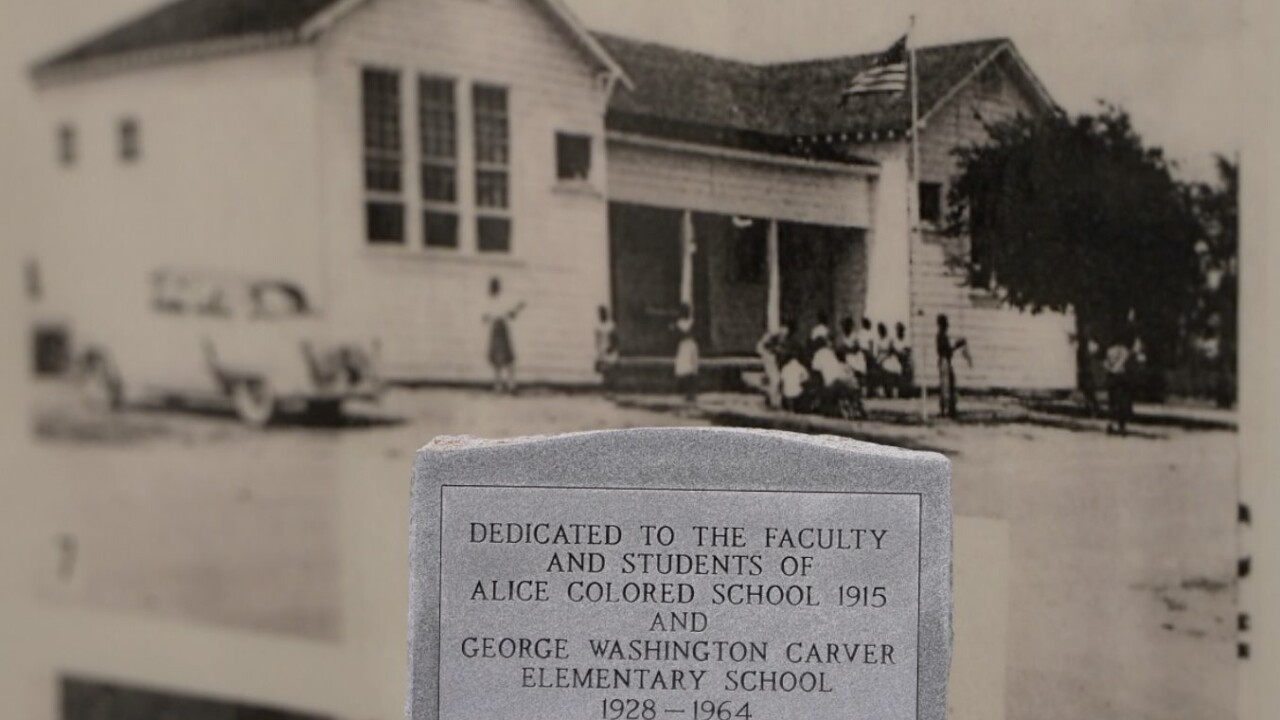 DEDICATED TO THE FACULTY
AND STUDENTS OF
ALICE COLORED SCHOOL 1915
AND
GEORGE WASHINGTON CARVER
ELEMENTARY SCHOOL
1928 — 1964